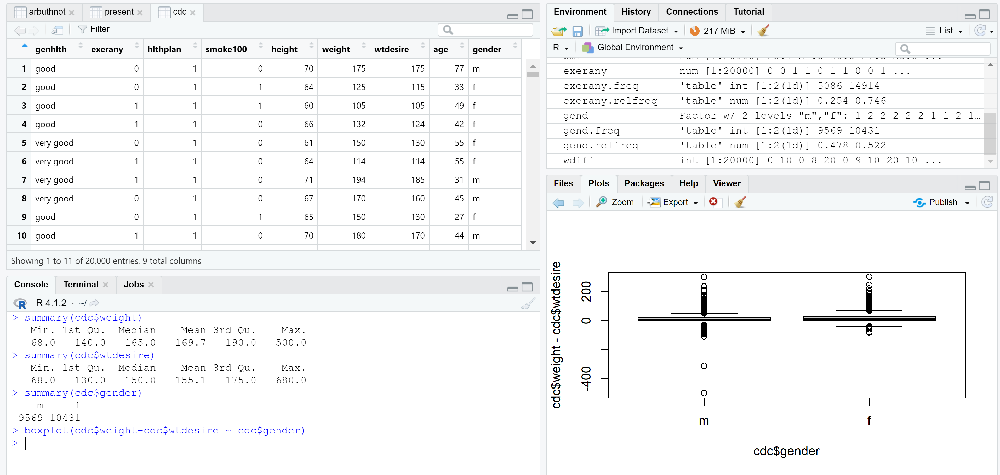 arbuthnot present cdc
Filter
genhlth exerany hlthplan smoke100 height weight wtdesire age gender
1 good 0 1 0 70 175 175 77 m
2 good 0 1 1 64 125 115 33 f
3 good 1 1 1 60 105 105 49 f
4 good 1 1 0 66 132 124 42 f
5 very good 0 1 0 61 150 130 55 f
6 very good 1 1 0 64 114 114 55 f
7 very good 1 1 0 71 194 185 31 m
8 very good 0 1 0 67 170 160 45 m
9 good 0 1 1 65 150 130 27 f
10 good 1 1 0 70 180 170 44 m
Showing 1 to 11 of 20,000 entries, 9 total columns
Console Terminal Jobs
R 4.1.2 · ~/
> summary(cdc$weight)
Min. 1st Qu. Median Mean 3rd Qu. Max.
68.0 140.0 165.0 169.7 190.0 500.0
> summary(cdc$wtdesire)
Min. 1st Qu. Median Mean 3rd Qu. Max.
68.0 130.0 150.0 155.1 175.0 680.0
> summary(cdc$gender)
m f
9569 10431
> boxplot(cdc$weight-cdc$wtdesire ~ cdc$gender)
>
Environment History Connections Tutorial
Import Dataset 217 MiB List
R Global Environment
exerany num [1:20000] 0 0 1 1 0 1 1 0 0 1 ...
exerany.freq 'table' int [1:2(1d)] 5086 14914
exerany.relfreq 'table' num [1:2(1d)] 0.254 0.746
gend Factor w/ 2 levels "m","f": 1 2 2 2 2 2 1 1 2 1…
gend.freq 'table' int [1:2(1d)] 9569 10431
gend.relfreq 'table' num [1:2(1d)] 0.478 0.522
wdiff int [1:20000] 0 10 0 8 20 0 9 10 20 10 ...
Files Plots Packages Help Viewer
Zoom Export Publish
cdc$weight - cdc$wtdesire
200
0
-400
m f
cdc$gender